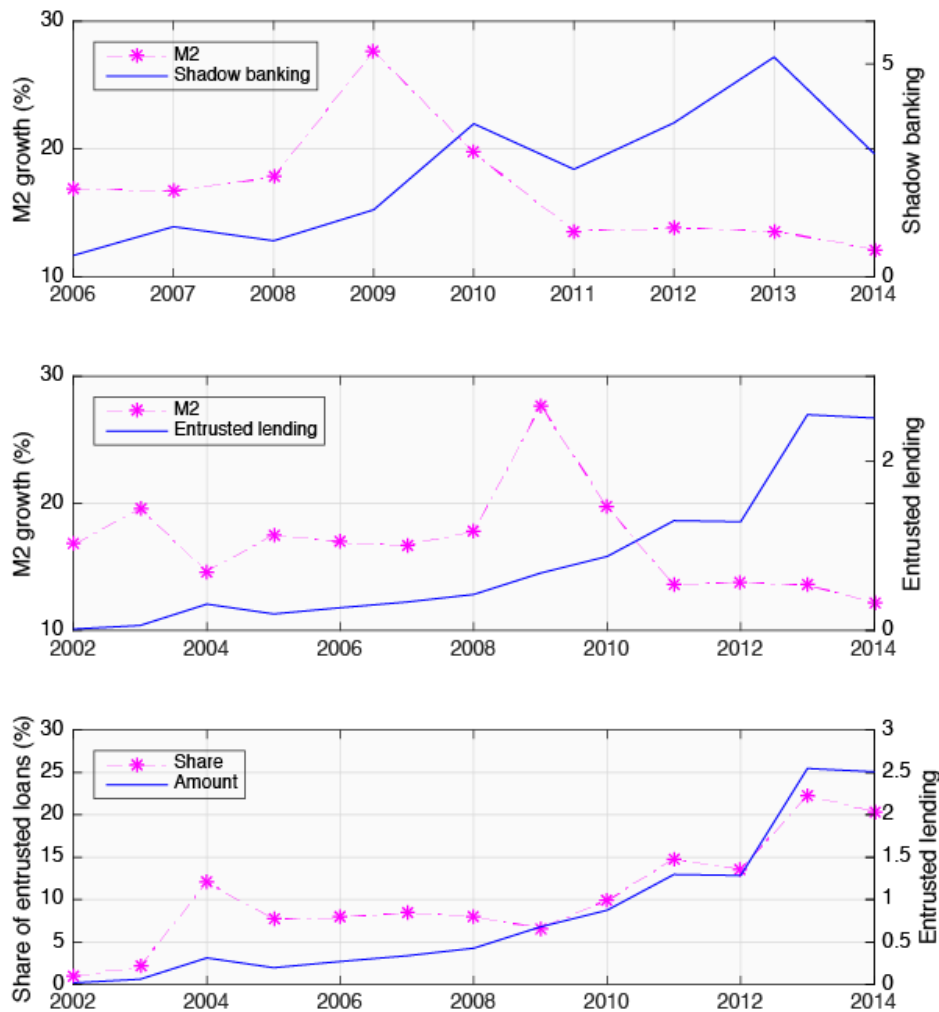 30
M2
Shadow banking
5
20
M2 growth (%)
Shadow banking
10
0
2006 2007 2008 2009 2010 2011 2012 2013 2014
30
M2
Entrusted lending
2
20
M2 growth (%)
Entrusted lending
10
0
2002 2004 2006 2008 2010 2012 2014
30
3
Share
Amount
25
2.5
20
2
15
1.5
Share of entrusted loans (%)
Entrusted lending
10
1
5
0.5
0
0
2002 2004 2006 2008 2010 2012 2014